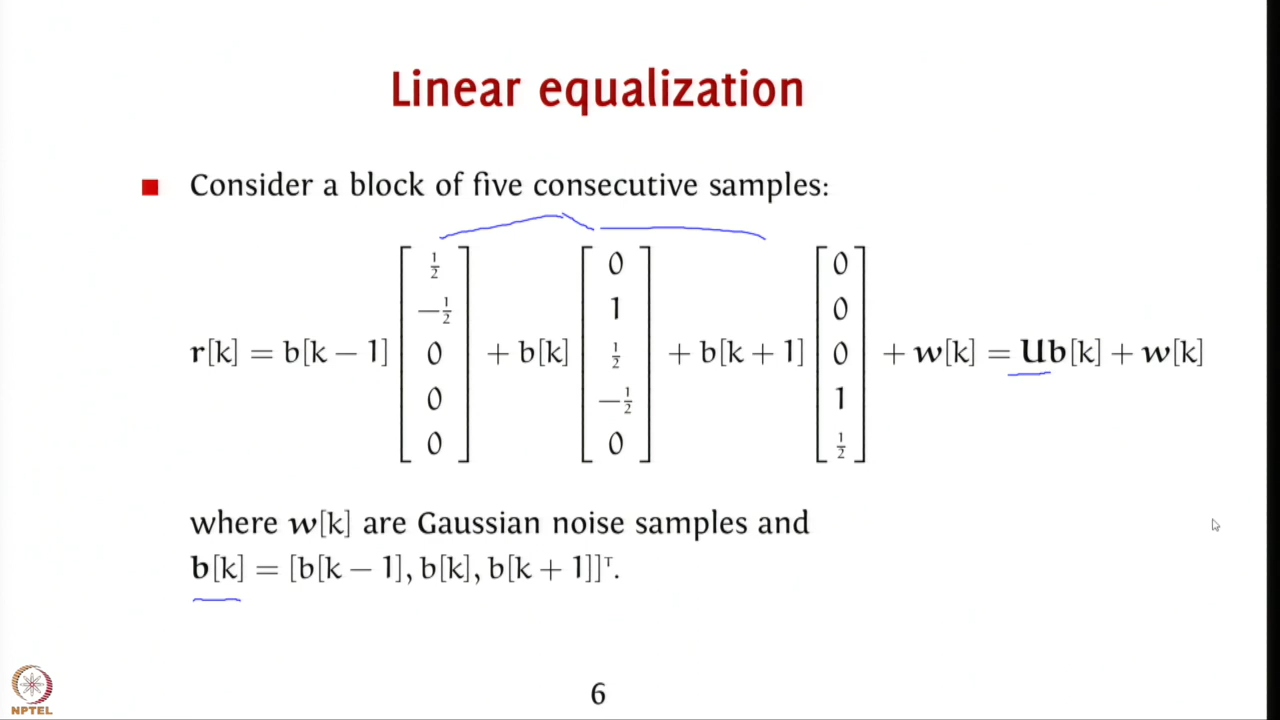 Linear equalization
Consider a block of five consecutive samples:
r[k] = b[k − 1] [1/2 −1/2 0 0 0] + b[k] [0 1 1/2 −1/2 0] + b[k + 1] [0 0 0 1 1/2] + w[k] = Ub[k] + w[k]
where w[k] are Gaussian noise samples and
b[k] = [b[k − 1], b[k], b[k + 1]]ᵀ.
NPTEL
6